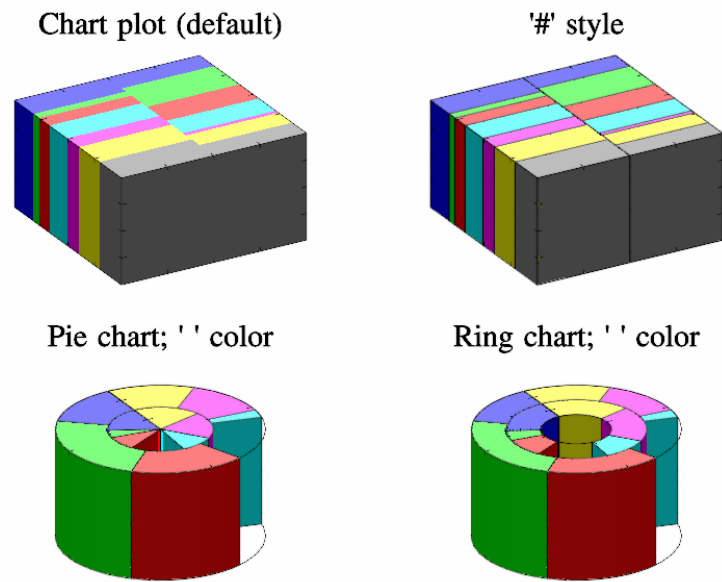 Chart plot (default)
'#' style
Pie chart; ' ' color
Ring chart; ' ' color